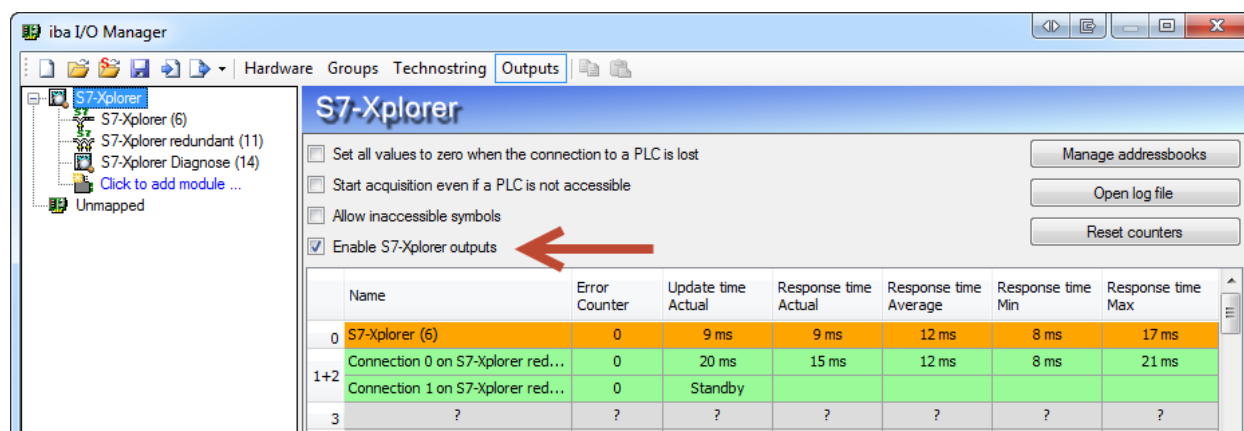 iba I/O Manager
Hardware Groups Technostring Outputs
S7-Xplorer
S7-Xplorer (6)
S7-Xplorer redundant (11)
S7-Xplorer Diagnose (14)
Click to add module ...
Unmapped
S7-Xplorer
Set all values to zero when the connection to a PLC is lost
Start acquisition even if a PLC is not accessible
Allow inaccessible symbols
Enable S7-Xplorer outputs
Manage addressbooks
Open log file
Reset counters
Name Error Counter Update time Actual Response time Actual Response time Average Response time Min Response time Max
0 S7-Xplorer (6) 0 9 ms 9 ms 12 ms 8 ms 17 ms
1+2 Connection 0 on S7-Xplorer red... 0 20 ms 15 ms 12 ms 8 ms 21 ms
Connection 1 on S7-Xplorer red... 0 Standby
3 ? ? ? ? ? ? ?